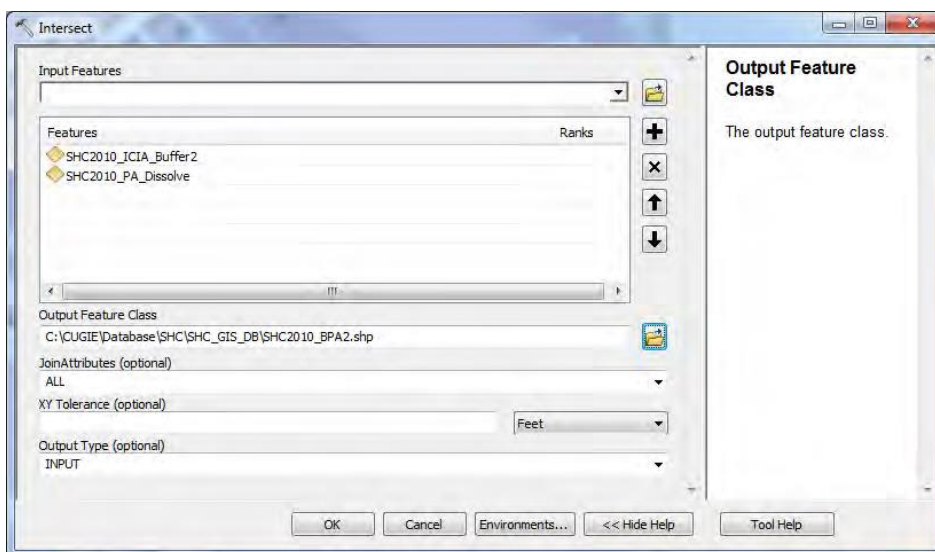 Intersect
Input Features
Features Ranks
SHC2010_ICIA_Buffer2
SHC2010_PA_Dissolve
Output Feature Class
C:\CUGIE\Database\SHC\SHC_GIS_DB\SHC2010_BPA2.shp
JoinAttributes (optional)
ALL
XY Tolerance (optional)
Feet
Output Type (optional)
INPUT
OK Cancel Environments... << Hide Help Tool Help
Output Feature
Class
The output feature class.